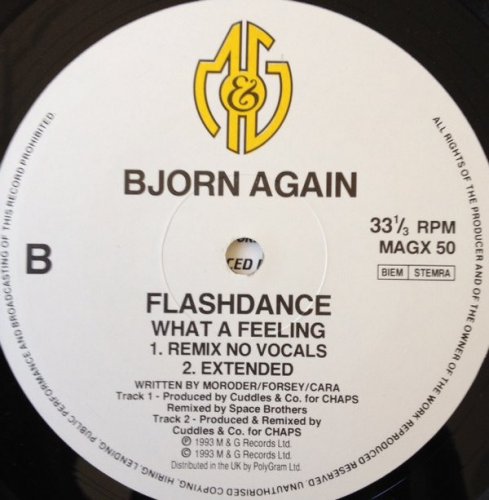 M&G
BJORN AGAIN
33⅓ RPM
MAGX 50
BIEM STEMRA
B
CED
FLASHDANCE
WHAT A FEELING
1. REMIX NO VOCALS
2. EXTENDED
WRITTEN BY MORODER/FORSEY/CARA
Track 1 - Produced by Cuddles & Co. for CHAPS
Remixed by Space Brothers
Track 2 - Produced & Remixed by
Cuddles & Co. for CHAPS
℗ 1993 M & G Records Ltd.
© 1993 M & G Records Ltd.
Distributed in the UK by PolyGram Ltd.
ALL RIGHTS OF THE PRODUCER AND OF THE OWNER OF THE WORK REPRODUCED RESERVED. UNAUTHORISED COPYING, HIRING, LENDING, PUBLIC PERFORMANCE AND BROADCASTING OF THIS RECORD PROHIBITED.